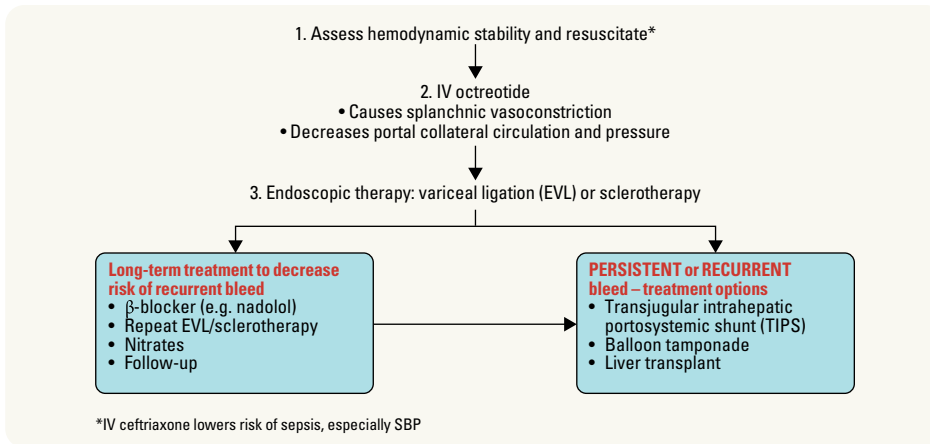 1. Assess hemodynamic stability and resuscitate*
2. IV octreotide
• Causes splanchnic vasoconstriction
• Decreases portal collateral circulation and pressure
3. Endoscopic therapy: variceal ligation (EVL) or sclerotherapy
Long-term treatment to decrease
risk of recurrent bleed
• β-blocker (e.g. nadolol)
• Repeat EVL/sclerotherapy
• Nitrates
• Follow-up
PERSISTENT or RECURRENT
bleed – treatment options
• Transjugular intrahepatic
portosystemic shunt (TIPS)
• Balloon tamponade
• Liver transplant
*IV ceftriaxone lowers risk of sepsis, especially SBP